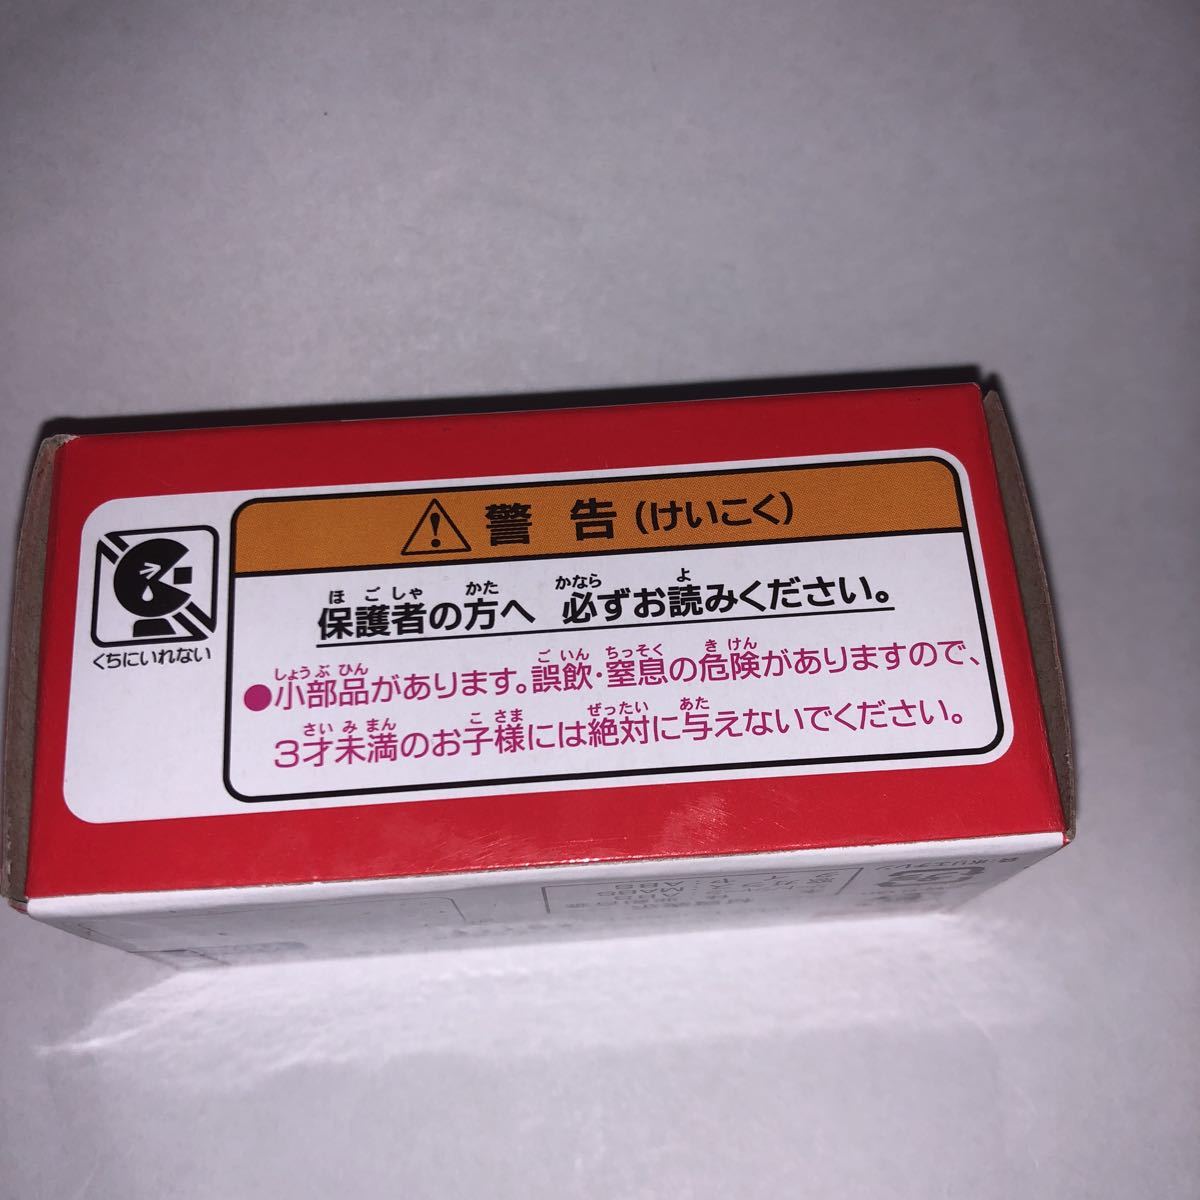 警告（けいこく）
ほごしゃ かた かなら よ
保護者の方へ 必ずお読みください。
くちにいれない
しょうぶひん ごいん ちっそく きけん
●小部品があります。誤飲・窒息の危険がありますので、
さいみまん こさま ぜったい あた
3才未満のお子様には絶対に与えないでください。